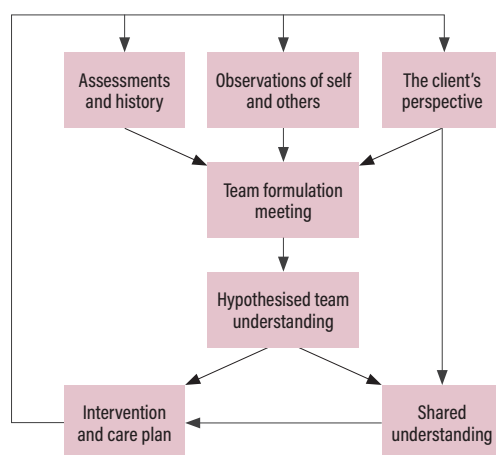 Assessments
and history
Observations of self
and others
The client's
perspective
Team formulation
meeting
Hypothesised team
understanding
Intervention
and care plan
Shared
understanding